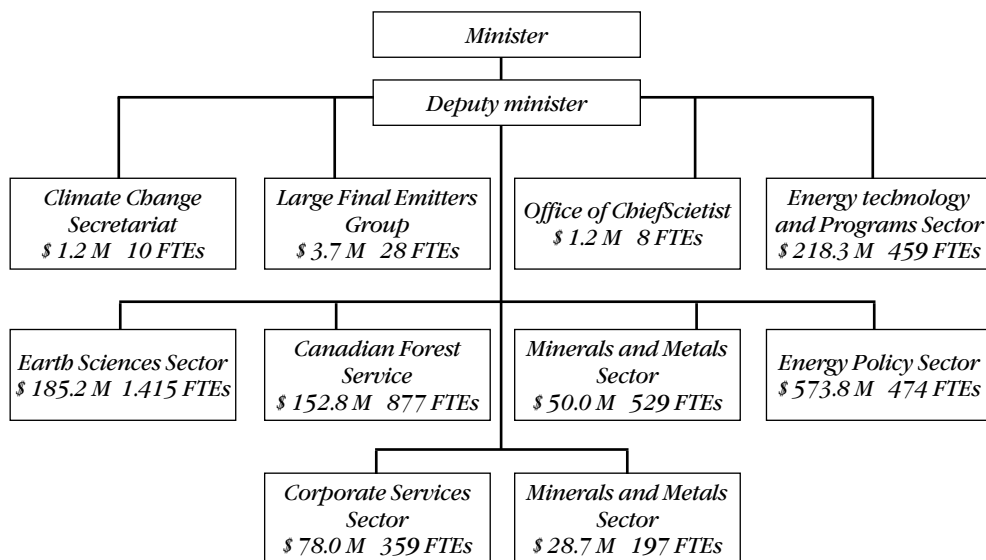 Minister
Deputy minister
Climate Change
Secretariat
$ 1.2 M 10 FTEs
Large Final Emitters
Group
$ 3.7 M 28 FTEs
Office of ChiefScietist
$ 1.2 M 8 FTEs
Energy technology
and Programs Sector
$ 218.3 M 459 FTEs
Earth Sciences Sector
$ 185.2 M 1.415 FTEs
Canadian Forest
Service
$ 152.8 M 877 FTEs
Minerals and Metals
Sector
$ 50.0 M 529 FTEs
Energy Policy Sector
$ 573.8 M 474 FTEs
Corporate Services
Sector
$ 78.0 M 359 FTEs
Minerals and Metals
Sector
$ 28.7 M 197 FTEs